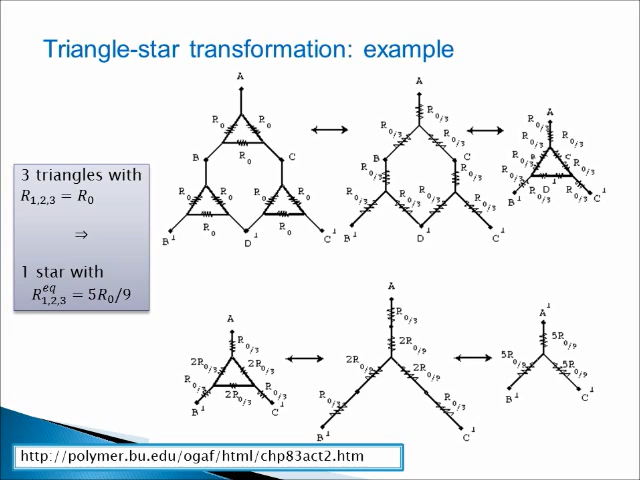 Triangle-star transformation: example
3 triangles with
R1,2,3 = R0
⇒
1 star with
R^eq 1,2,3 = 5R0/9
A
R0
R0
R0
B
C
R0
R0
R0
R0
R0
R0
B'
D'
C'
A
R0/3
R0/3
R0/3
B
C
R0/3
R0/3
R0/3
R0/3
R0/3
R0/3
B'
D'
C'
A
R0/3
R0/3
R0/3
B
C
R0/3
R0/3
D
B'
C'
R0/3
R0/3
A
R0/3
2R0/3
2R0/3
2R0/3
R0/3
R0/3
B'
C'
A
R0/3
2R0/9
2R0/9
2R0/9
R0/3
R0/3
B'
C'
A'
5R0/9
5R0/9
5R0/9
B'
C'
http://polymer.bu.edu/ogaf/html/chp83act2.htm